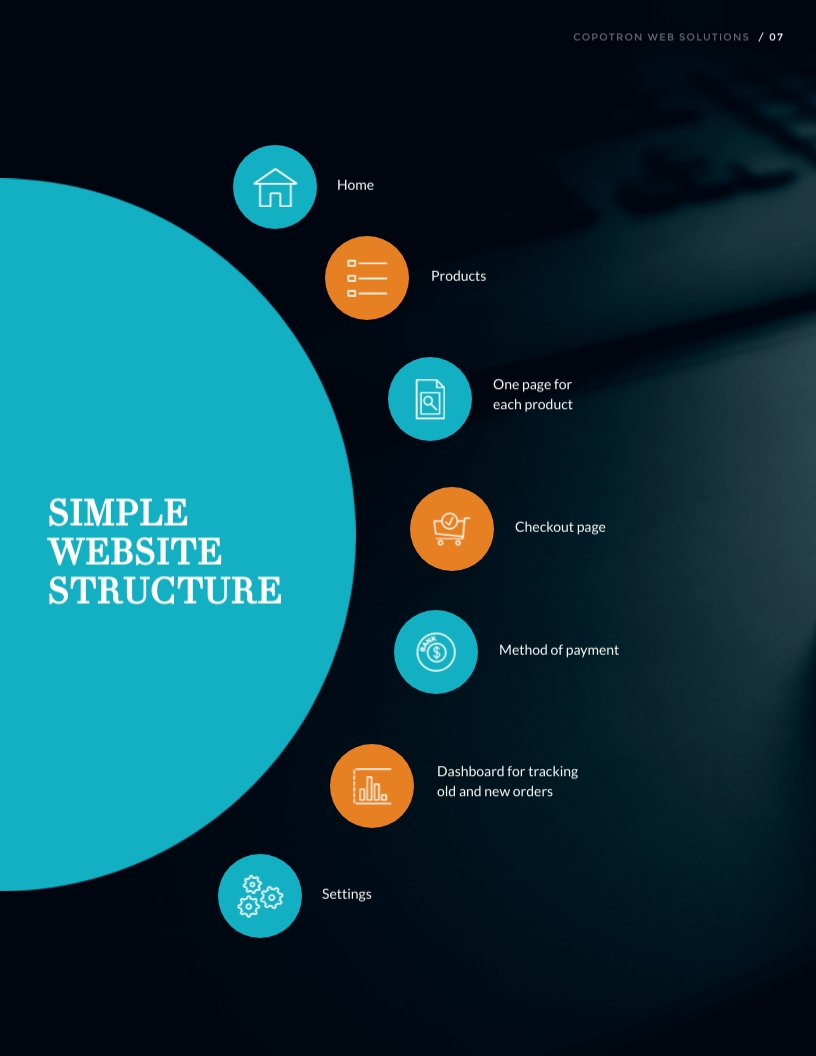 COPOTRON WEB SOLUTIONS / 07
Home
Products
One page for
each product
SIMPLE
WEBSITE
STRUCTURE
Checkout page
BANK
$
Method of payment
Dashboard for tracking
old and new orders
Settings